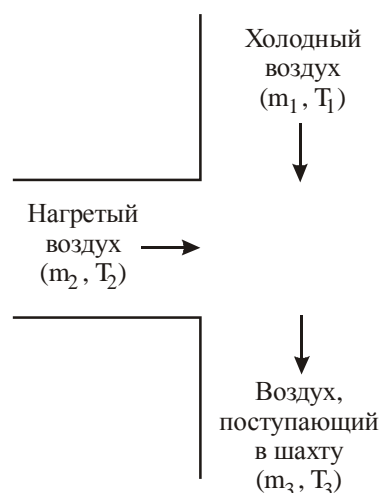 Холодный
воздух
(m₁, T₁)
Нагретый
воздух
(m₂, T₂)
Воздух,
поступающий
в шахту
(m₃, T₃)